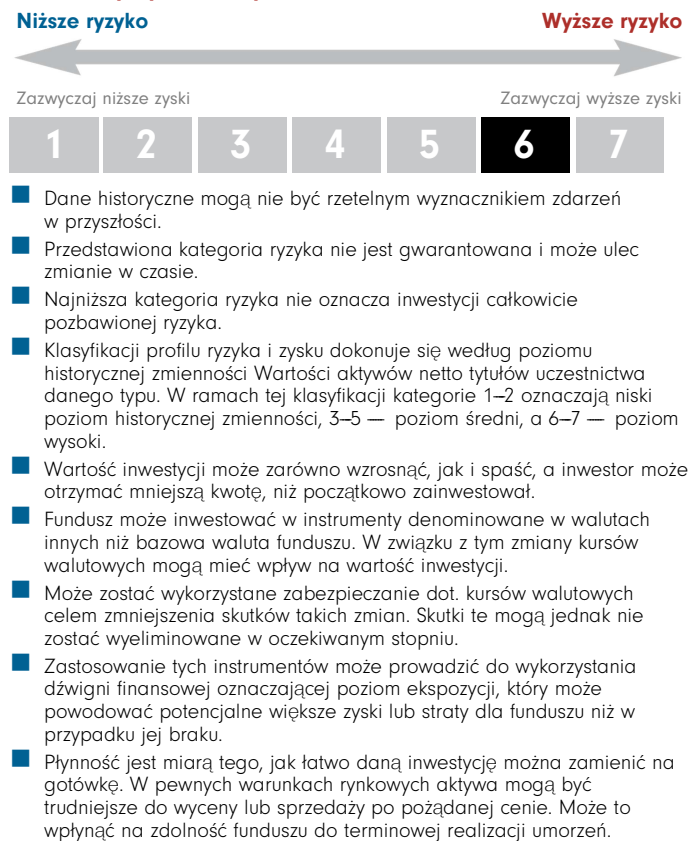 Niższe ryzyko Wyższe ryzyko
Zazwyczaj niższe zyski Zazwyczaj wyższe zyski
1 2 3 4 5 6 7
Dane historyczne mogą nie być rzetelnym wyznacznikiem zdarzeń
w przyszłości.
Przedstawiona kategoria ryzyka nie jest gwarantowana i może ulec
zmianie w czasie.
Najniższa kategoria ryzyka nie oznacza inwestycji całkowicie
pozbawionej ryzyka.
Klasyfikacji profilu ryzyka i zysku dokonuje się według poziomu
historycznej zmienności Wartości aktywów netto tytułów uczestnictwa
danego typu. W ramach tej klasyfikacji kategorie 1–2 oznaczają niski
poziom historycznej zmienności, 3–5 — poziom średni, a 6–7 — poziom
wysoki.
Wartość inwestycji może zarówno wzrosnąć, jak i spaść, a inwestor może
otrzymać mniejszą kwotę, niż początkowo zainwestował.
Fundusz może inwestować w instrumenty denominowane w walutach
innych niż bazowa waluta funduszu. W związku z tym zmiany kursów
walutowych mogą mieć wpływ na wartość inwestycji.
Może zostać wykorzystane zabezpieczanie dot. kursów walutowych
celem zmniejszenia skutków takich zmian. Skutki te mogą jednak nie
zostać wyeliminowane w oczekiwanym stopniu.
Zastosowanie tych instrumentów może prowadzić do wykorzystania
dźwigni finansowej oznaczającej poziom ekspozycji, który może
powodować potencjalne większe zyski lub straty dla funduszu niż w
przypadku jej braku.
Płynność jest miarą tego, jak łatwo daną inwestycję można zamienić na
gotówkę. W pewnych warunkach rynkowych aktywa mogą być
trudniejsze do wyceny lub sprzedaży po pożądanej cenie. Może to
wpłynąć na zdolność funduszu do terminowej realizacji umorzeń.